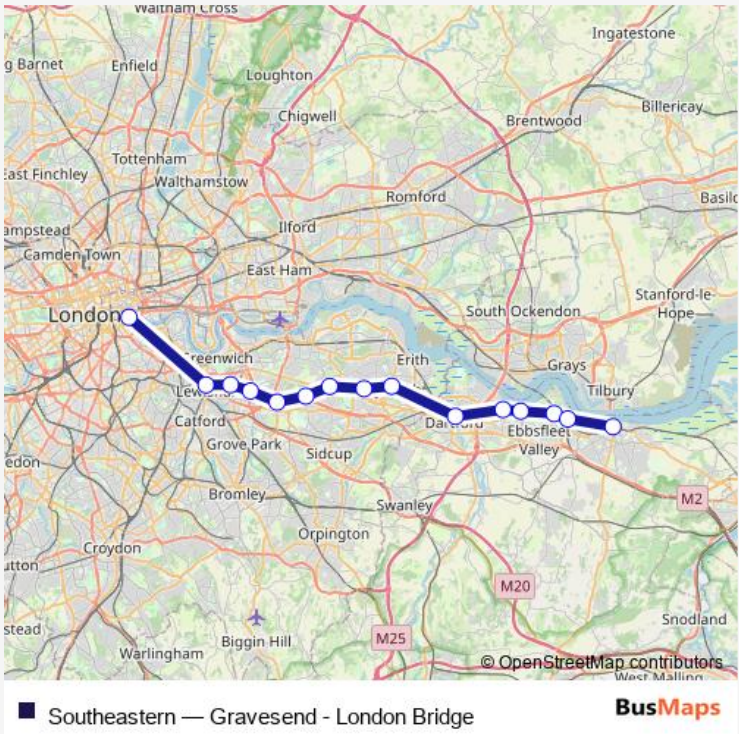 Waltham Cross
Ingatestone
g Barnet
Enfield
Loughton
Billericay
Chigwell
Brentwood
Tottenham
East Finchley
Walthamstow
Romford
Basild
ampstead
Ilford
Camden Town
East Ham
Stanford-le-
Hope
South Ockendon
London
Greenwich
Erith
Grays
Tilbury
Lew
Catford
Dartford
Ebbsfleet
Valley
Grove Park
Sidcup
edon
Bromley
Swanley
M2
Orpington
Croydon
utton
M20
Snodland
stead
Biggin Hill
M25
Warlingham
© OpenStreetMap contributors
West Malling
Southeastern — Gravesend - London Bridge
BusMaps